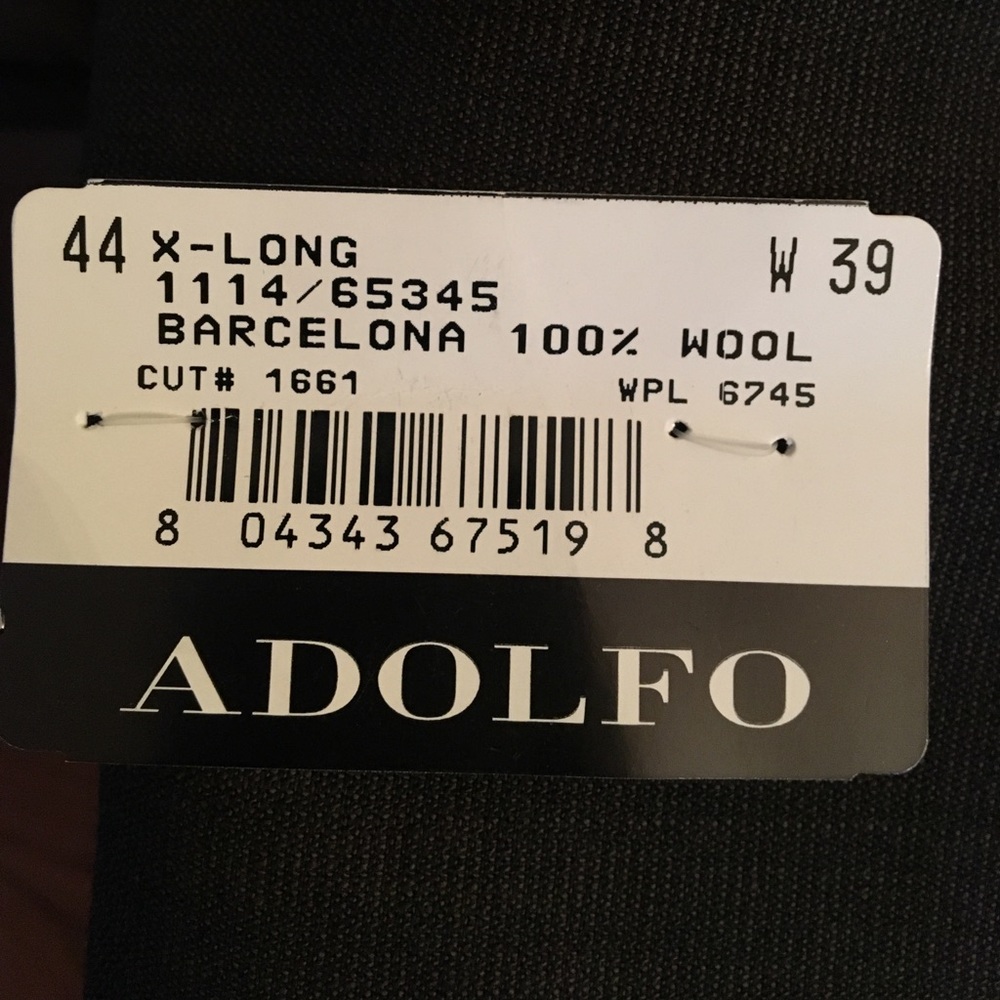 44 X-LONG W 39
1114/65345
BARCELONA 100% WOOL
CUT# 1661 WPL 6745
8 04343 67519 8
ADOLFO